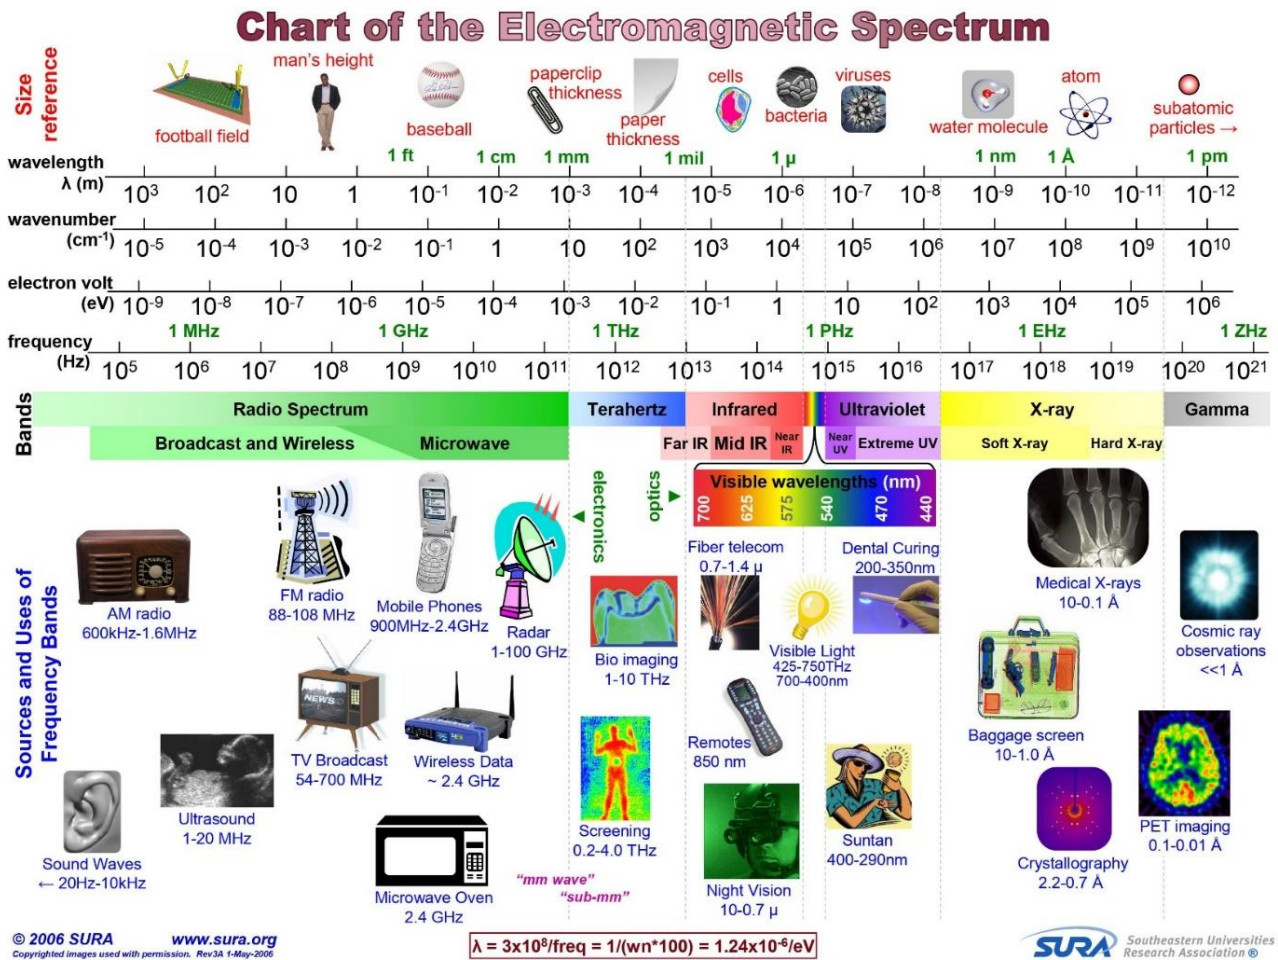 Chart of the Electromagnetic Spectrum
Size
reference
football field
man's height
baseball
paperclip
thickness
paper
thickness
cells
bacteria
viruses
water molecule
atom
subatomic
particles →
wavelength
λ (m)
1 ft 1 cm 1 mm 1 mil 1 µ 1 nm 1 Å 1 pm
10³ 10² 10 1 10⁻¹ 10⁻² 10⁻³ 10⁻⁴ 10⁻⁵ 10⁻⁶ 10⁻⁷ 10⁻⁸ 10⁻⁹ 10⁻¹⁰ 10⁻¹¹ 10⁻¹²
wavenumber
(cm⁻¹)
10⁻⁵ 10⁻⁴ 10⁻³ 10⁻² 10⁻¹ 1 10 10² 10³ 10⁴ 10⁵ 10⁶ 10⁷ 10⁸ 10⁹ 10¹⁰
electron volt
(eV)
10⁻⁹ 10⁻⁸ 10⁻⁷ 10⁻⁶ 10⁻⁵ 10⁻⁴ 10⁻³ 10⁻² 10⁻¹ 1 10 10² 10³ 10⁴ 10⁵ 10⁶
frequency
(Hz)
1 MHz 1 GHz 1 THz 1 PHz 1 EHz 1 ZHz
10⁵ 10⁶ 10⁷ 10⁸ 10⁹ 10¹⁰ 10¹¹ 10¹² 10¹³ 10¹⁴ 10¹⁵ 10¹⁶ 10¹⁷ 10¹⁸ 10¹⁹ 10²⁰ 10²¹
Bands
Radio Spectrum Terahertz Infrared Ultraviolet X-ray Gamma
Broadcast and Wireless Microwave
Far IR Mid IR Near
IR
Near
UV Extreme UV
Soft X-ray Hard X-ray
electronics
optics
Visible wavelengths (nm)
700 625 575 540 470 440
Sources and Uses of
Frequency Bands
AM radio
600kHz-1.6MHz
FM radio
88-108 MHz
Mobile Phones
900MHz-2.4GHz
Radar
1-100 GHz
Bio imaging
1-10 THz
Fiber telecom
0.7-1.4 µ
Visible Light
425-750THz
700-400nm
Dental Curing
200-350nm
Medical X-rays
10-0.1 Å
Cosmic ray
observations
<<1 Å
NEWS
TV Broadcast
54-700 MHz
Wireless Data
~ 2.4 GHz
Remotes
850 nm
Baggage screen
10-1.0 Å
Sound Waves
← 20Hz-10kHz
Ultrasound
1-20 MHz
Microwave Oven
2.4 GHz
Screening
0.2-4.0 THz
"mm wave"
"sub-mm"
Night Vision
10-0.7 µ
Suntan
400-290nm
Crystallography
2.2-0.7 Å
PET imaging
0.1-0.01 Å
© 2006 SURA www.sura.org
Copyrighted images used with permission. Rev3A 1-May-2006
λ = 3x10⁸/freq = 1/(wn*100) = 1.24x10⁻⁶/eV
SURA
Southeastern Universities
Research Association ®